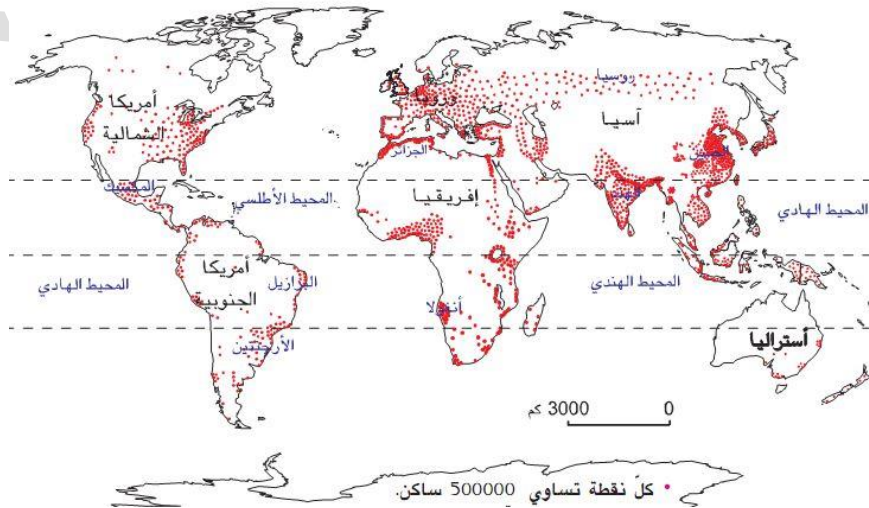 روسيا
أوروبا
أمريكا
الشمالية
آسيا
الصين
الجزائر
المكسيك
المحيط الأطلسي
إفريقيا
الهند
المحيط الهادي
المحيط الهادي
أمريكا
الجنوبية
البرازيل
أنغولا
المحيط الهندي
الأرجنتين
أستراليا
3000 كم
0
كلّ نقطة تساوي 500000 ساكن.